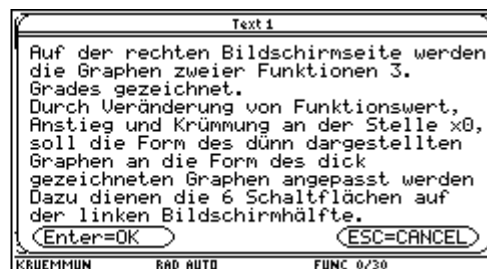 Text 1
Auf der rechten Bildschirmseite werden
die Graphen zweier Funktionen 3.
Grades gezeichnet.
Durch Veränderung von Funktionswert,
Anstieg und Krümmung an der Stelle x0,
soll die Form des dünn dargestellten
Graphen an die Form des dick
gezeichneten Graphen angepasst werden
Dazu dienen die 6 Schaltflächen auf
der linken Bildschirmhälfte.
Enter=OK ESC=CANCEL
KRUEMMUN RAD AUTO FUNC 0/30